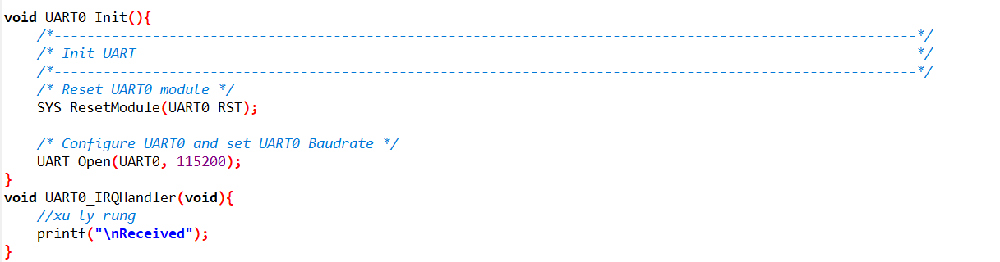 void UART0_Init(){
    /*---------------------------------------------------------------------------------------------------------*/
    /* Init UART                                                                                               */
    /*---------------------------------------------------------------------------------------------------------*/
    /* Reset UART0 module */
    SYS_ResetModule(UART0_RST);

    /* Configure UART0 and set UART0 Baudrate */
    UART_Open(UART0, 115200);
}
void UART0_IRQHandler(void){
    //xu ly rung
    printf("\nReceived");
}